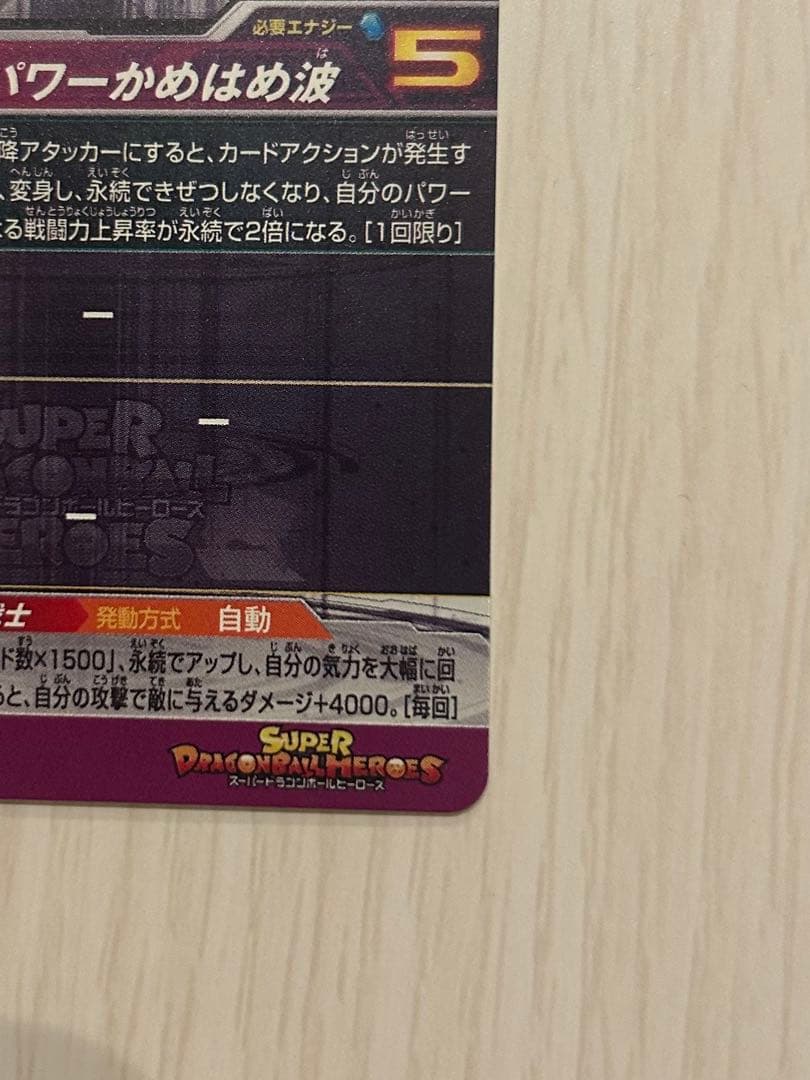 必要エナジー 5
パワーかめはめ波
降アタッカーにすると、カードアクションが発生す
、変身し、永続できぜつしなくなり、自分のパワー
る戦闘力上昇率が永続で2倍になる。[1回限り]
SUPER
DRAGONBALL
ドラゴンボールヒーローズ
HEROES
士 発動方式 自動
ド数×1500」、永続でアップし、自分の気力を大幅に回
ると、自分の攻撃で敵に与えるダメージ+4000。[毎回]
SUPER
DRAGONBALL HEROES
スーパードラゴンボールヒーローズ